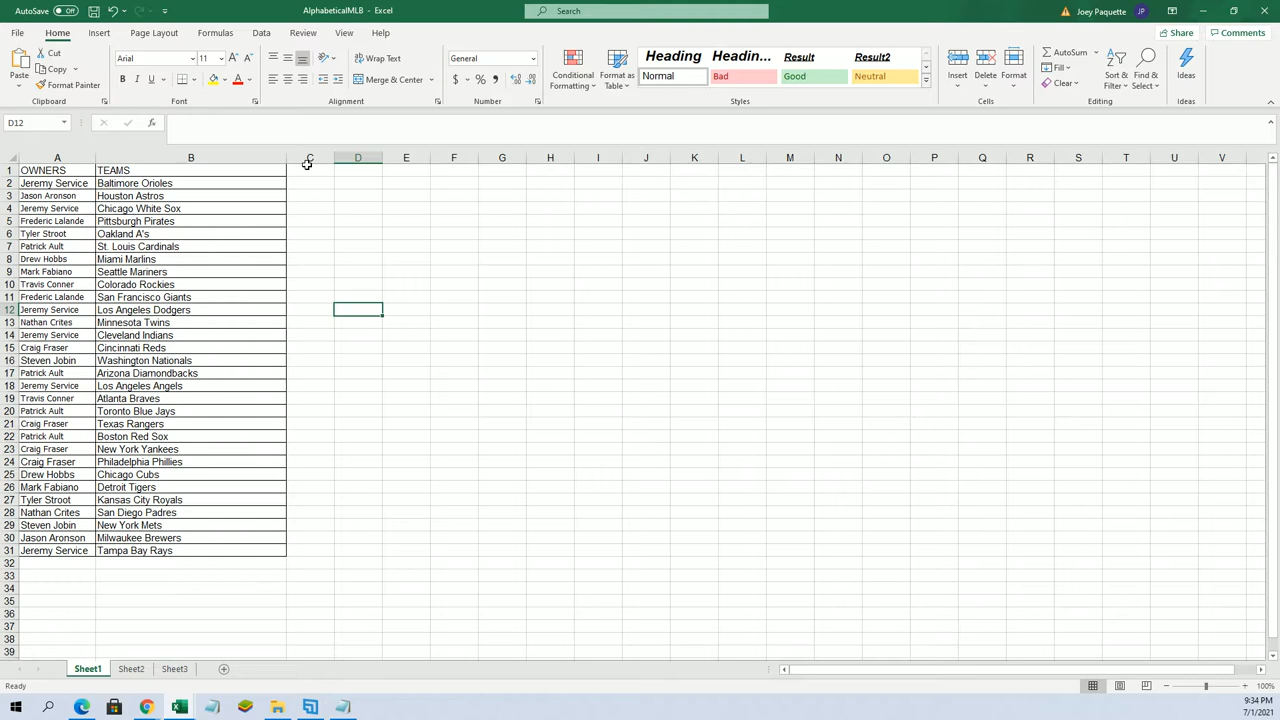 AutoSave Off AlphabeticalMLB - Excel Search Joey Paquette JP
File Home Insert Page Layout Formulas Data Review View Help Share Comments
Paste Cut Copy Format Painter Clipboard
Arial 11 Font
Wrap Text Merge & Center Alignment
General Number
Conditional Formatting Format as Table Heading Headin... Result Result2 Normal Bad Good Neutral Styles
Insert Delete Format Cells
AutoSum Fill Clear Sort & Filter Find & Select Editing
Ideas Ideas
D12 fx
A B C D E F G H I J K L M N O P Q R S T U V
1 OWNERS TEAMS
2 Jeremy Service Baltimore Orioles
3 Jason Aronson Houston Astros
4 Jeremy Service Chicago White Sox
5 Frederic Lalande Pittsburgh Pirates
6 Tyler Stroot Oakland A's
7 Patrick Ault St. Louis Cardinals
8 Drew Hobbs Miami Marlins
9 Mark Fabiano Seattle Mariners
10 Travis Conner Colorado Rockies
11 Frederic Lalande San Francisco Giants
12 Jeremy Service Los Angeles Dodgers
13 Nathan Crites Minnesota Twins
14 Jeremy Service Cleveland Indians
15 Craig Fraser Cincinnati Reds
16 Steven Jobin Washington Nationals
17 Patrick Ault Arizona Diamondbacks
18 Jeremy Service Los Angeles Angels
19 Travis Conner Atlanta Braves
20 Patrick Ault Toronto Blue Jays
21 Craig Fraser Texas Rangers
22 Patrick Ault Boston Red Sox
23 Craig Fraser New York Yankees
24 Craig Fraser Philadelphia Phillies
25 Drew Hobbs Chicago Cubs
26 Mark Fabiano Detroit Tigers
27 Tyler Stroot Kansas City Royals
28 Nathan Crites San Diego Padres
29 Steven Jobin New York Mets
30 Jason Aronson Milwaukee Brewers
31 Jeremy Service Tampa Bay Rays
32
33
34
35
36
37
38
39
Sheet1 Sheet2 Sheet3
Ready 100%
9:34 PM
7/1/2021